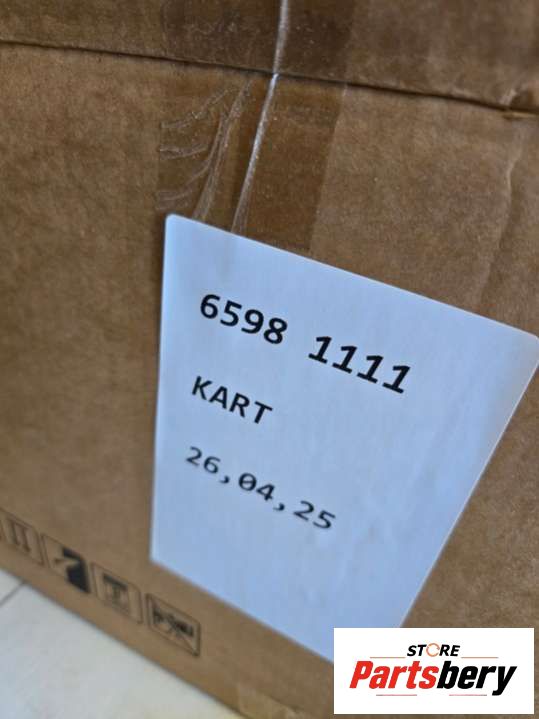 6598 1111
KART
26,04,25
STORE
Partsbery